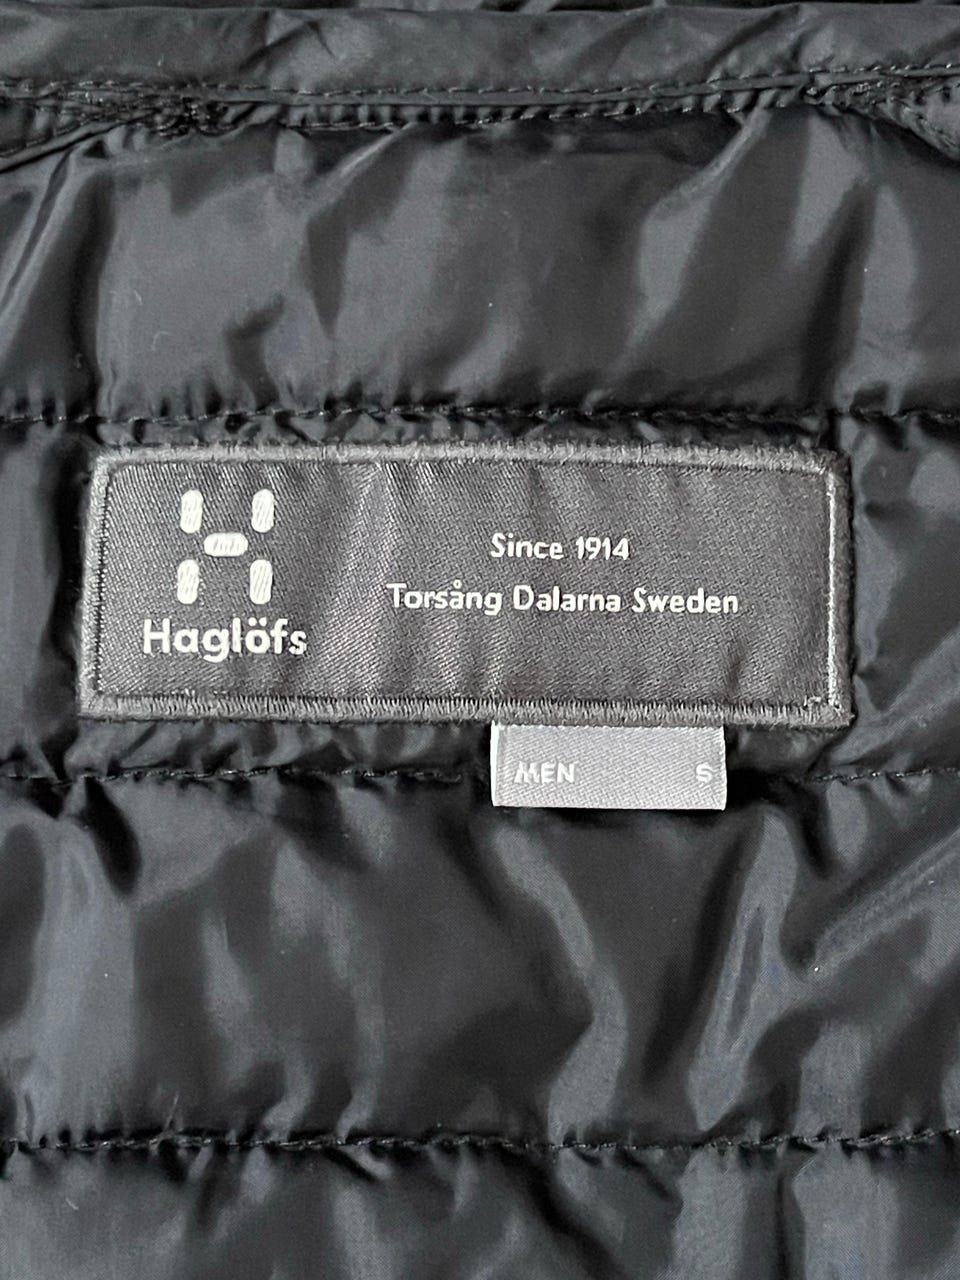 Haglöfs
Since 1914
Torsång Dalarna Sweden
MEN S